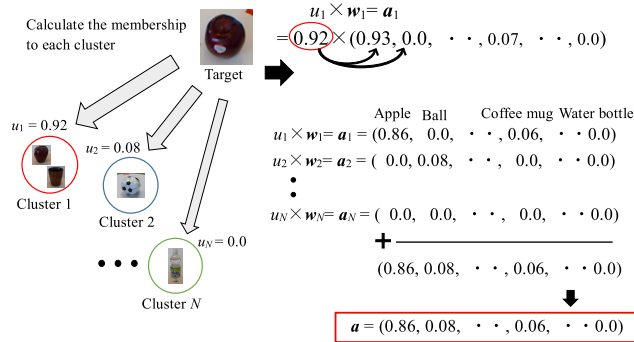 Calculate the membership
to each cluster
Target
u₁ = 0.92
u₂ = 0.08
Cluster 1
Cluster 2
u_N = 0.0
• • •
Cluster N
u₁ × w₁ = a₁
= 0.92 × (0.93, 0.0, ・・, 0.07, ・・, 0.0)
Apple Ball Coffee mug Water bottle
u₁ × w₁ = a₁ = (0.86, 0.0, ・・, 0.06, ・・ 0.0)
u₂ × w₂ = a₂ = ( 0.0, 0.08, ・・, 0.0, ・・ 0.0)
u_N × w_N = a_N = ( 0.0, 0.0, ・・, 0.0, ・・ 0.0)
+
(0.86, 0.08, ・・, 0.06, ・・ 0.0)
a = (0.86, 0.08, ・・, 0.06, ・・ 0.0)